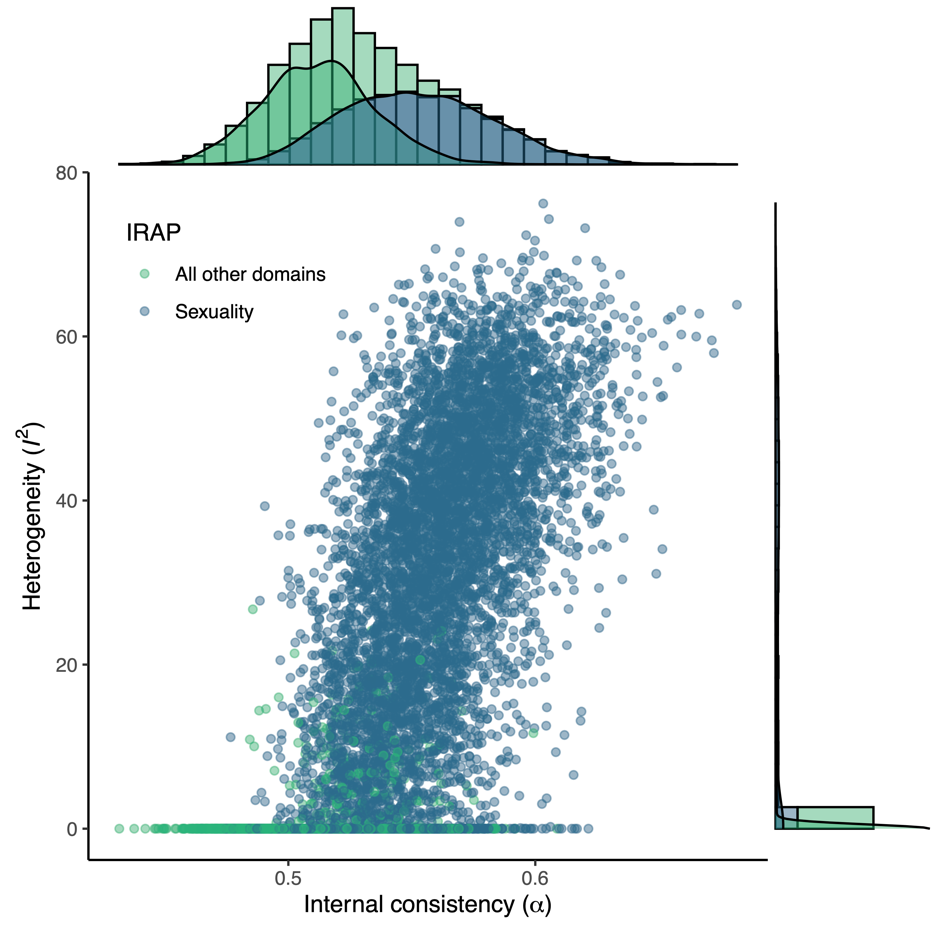 80
IRAP
All other domains
Sexuality
60
40
20
0
Heterogeneity (I²)
0.5 0.6
Internal consistency (α)